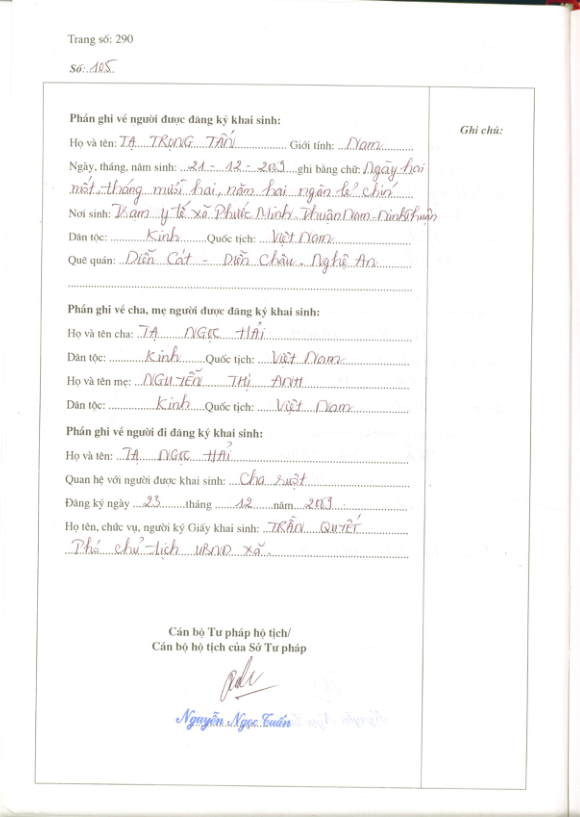 Trang số: 290
Số: 105
Phần ghi về người được đăng ký khai sinh:
Ghi chú:
Họ và tên: TẠ TRỌNG TẤN Giới tính: Nam
Ngày, tháng, năm sinh: 21 - 12 - 2009 ghi bằng chữ: Ngày hai
mốt, tháng mười hai, năm hai ngàn lẻ chín
Nơi sinh: Trạm y tế xã Phước Minh, Thuận Nam - Ninh Thuận
Dân tộc: Kinh Quốc tịch: Việt Nam
Quê quán: Diễn Cát - Diễn Châu - Nghệ An
Phần ghi về cha, mẹ người được đăng ký khai sinh:
Họ và tên cha: TẠ NGỌC HẢI
Dân tộc: Kinh Quốc tịch: Việt Nam
Họ và tên mẹ: NGUYỄN THỊ ANH
Dân tộc: Kinh Quốc tịch: Việt Nam
Phần ghi về người đi đăng ký khai sinh:
Họ và tên: TẠ NGỌC HẢI
Quan hệ với người được khai sinh: Cha ruột
Đăng ký ngày 23 tháng 12 năm 2009
Họ tên, chức vụ, người ký Giấy khai sinh: TRẦN QUYẾT
Phó chủ tịch UBND xã.
Cán bộ Tư pháp hộ tịch/
Cán bộ hộ tịch của Sở Tư pháp
Nguyễn Ngọc Tuấn